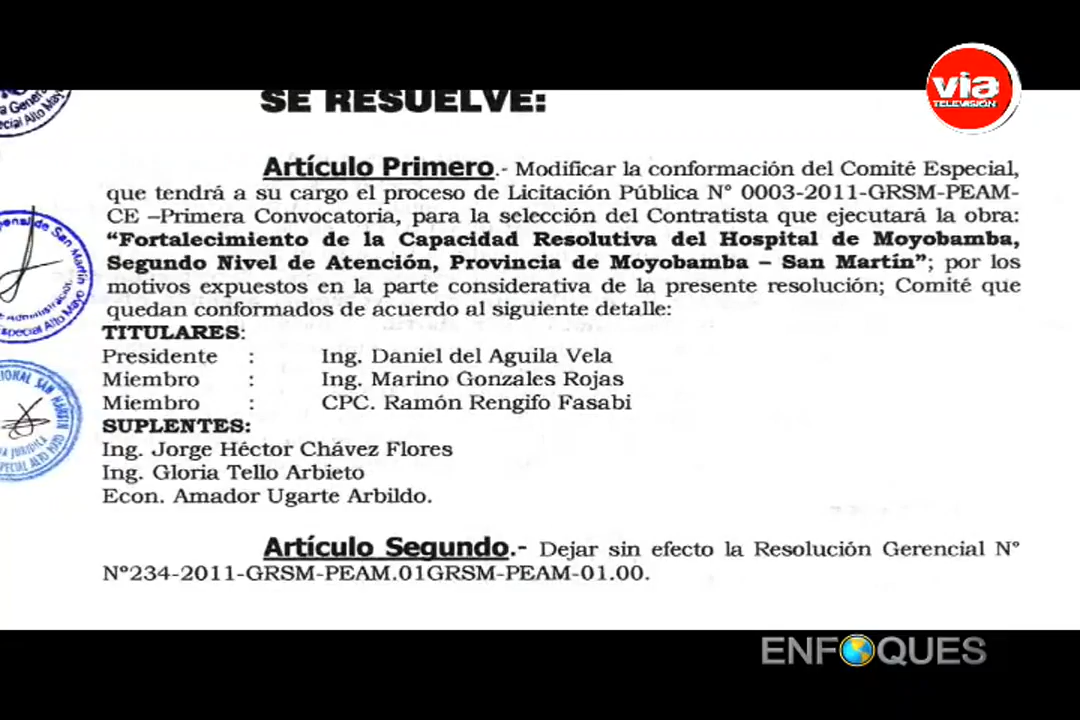 via
TELEVISIÓN
SE RESUELVE:
Artículo Primero.- Modificar la conformación del Comité Especial,
que tendrá a su cargo el proceso de Licitación Pública N° 0003-2011-GRSM-PEAM-
CE –Primera Convocatoria, para la selección del Contratista que ejecutará la obra:
“Fortalecimiento de la Capacidad Resolutiva del Hospital de Moyobamba,
Segundo Nivel de Atención, Provincia de Moyobamba – San Martín”; por los
motivos expuestos en la parte considerativa de la presente resolución; Comité que
quedan conformados de acuerdo al siguiente detalle:
TITULARES:
Presidente : Ing. Daniel del Aguila Vela
Miembro : Ing. Marino Gonzales Rojas
Miembro : CPC. Ramón Rengifo Fasabi
SUPLENTES:
Ing. Jorge Héctor Chávez Flores
Ing. Gloria Tello Arbieto
Econ. Amador Ugarte Arbildo.
Artículo Segundo.- Dejar sin efecto la Resolución Gerencial N°
N°234-2011-GRSM-PEAM.01GRSM-PEAM-01.00.
ENFOQUES